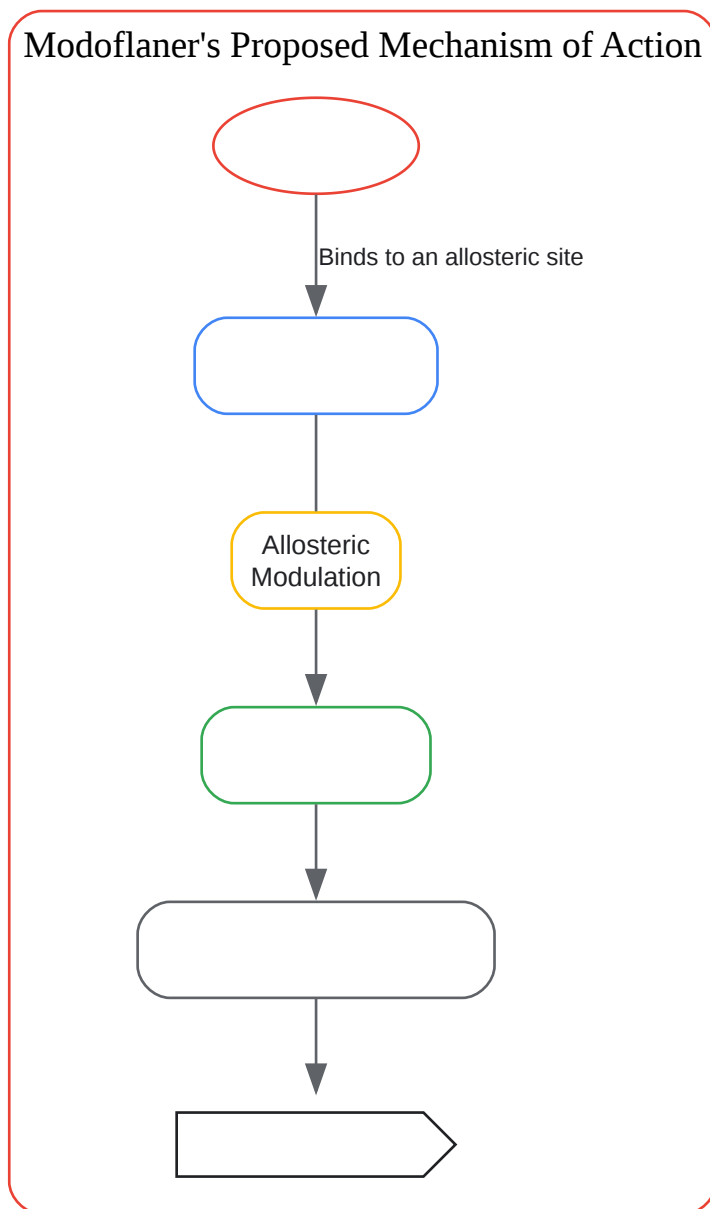 Modoflaner's Proposed Mechanism of Action
Binds to an allosteric site
Allosteric
Modulation